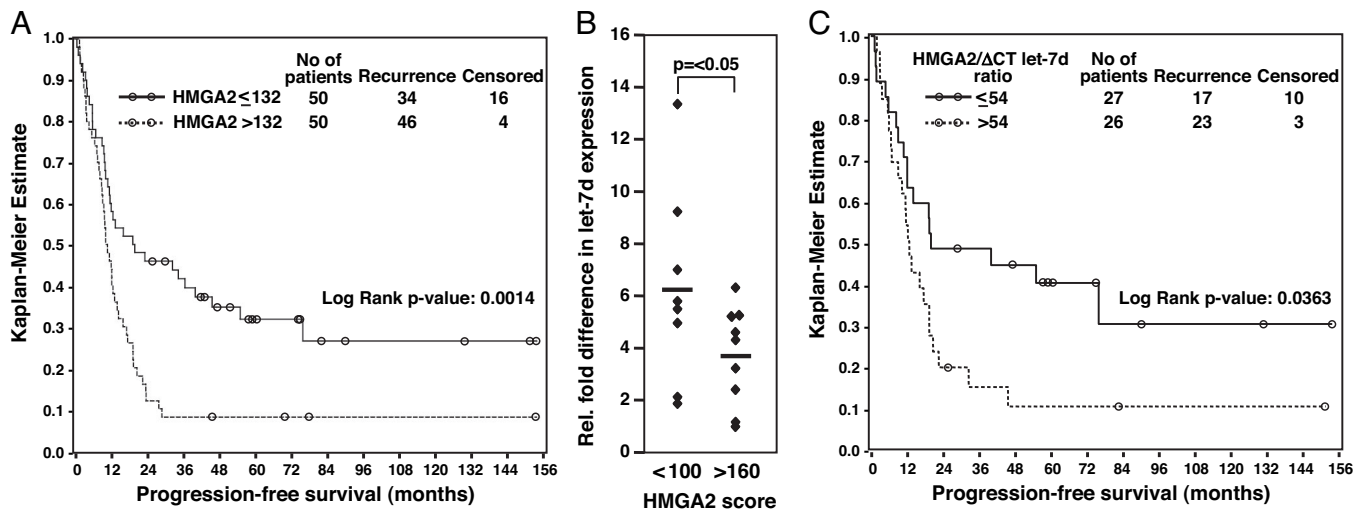 A
No of patients Recurrence Censored
HMGA2 ≤132 50 34 16
HMGA2 >132 50 46 4
Log Rank p-value: 0.0014
Kaplan-Meier Estimate
1.0
0.9
0.8
0.7
0.6
0.5
0.4
0.3
0.2
0.1
0.0
0 12 24 36 48 60 72 84 96 108 120 132 144 156
Progression-free survival (months)
B
p=<0.05
Rel. fold difference in let-7d expression
16
14
12
10
8
6
4
2
0
<100 >160
HMGA2 score
C
HMGA2/ΔCT let-7d ratio No of patients Recurrence Censored
≤54 27 17 10
>54 26 23 3
Log Rank p-value: 0.0363
Kaplan-Meier Estimate
1.0
0.9
0.8
0.7
0.6
0.5
0.4
0.3
0.2
0.1
0.0
0 12 24 36 48 60 72 84 96 108 120 132 144 156
Progression-free survival (months)